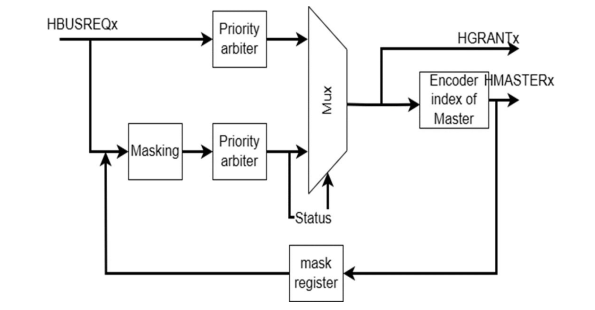 HBUSREQx
Priority
arbiter
HGRANTx
Mux
Encoder
index of
Master
HMASTERx
Masking
Priority
arbiter
Status
mask
register